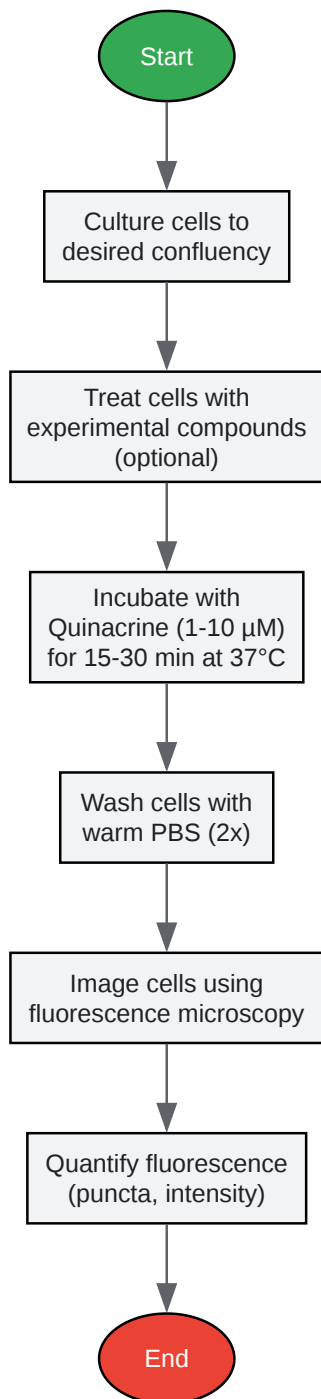 Start
Culture cells to
desired confluency
Treat cells with
experimental compounds
(optional)
Incubate with
Quinacrine (1-10 µM)
for 15-30 min at 37°C
Wash cells with
warm PBS (2x)
Image cells using
fluorescence microscopy
Quantify fluorescence
(puncta, intensity)
End